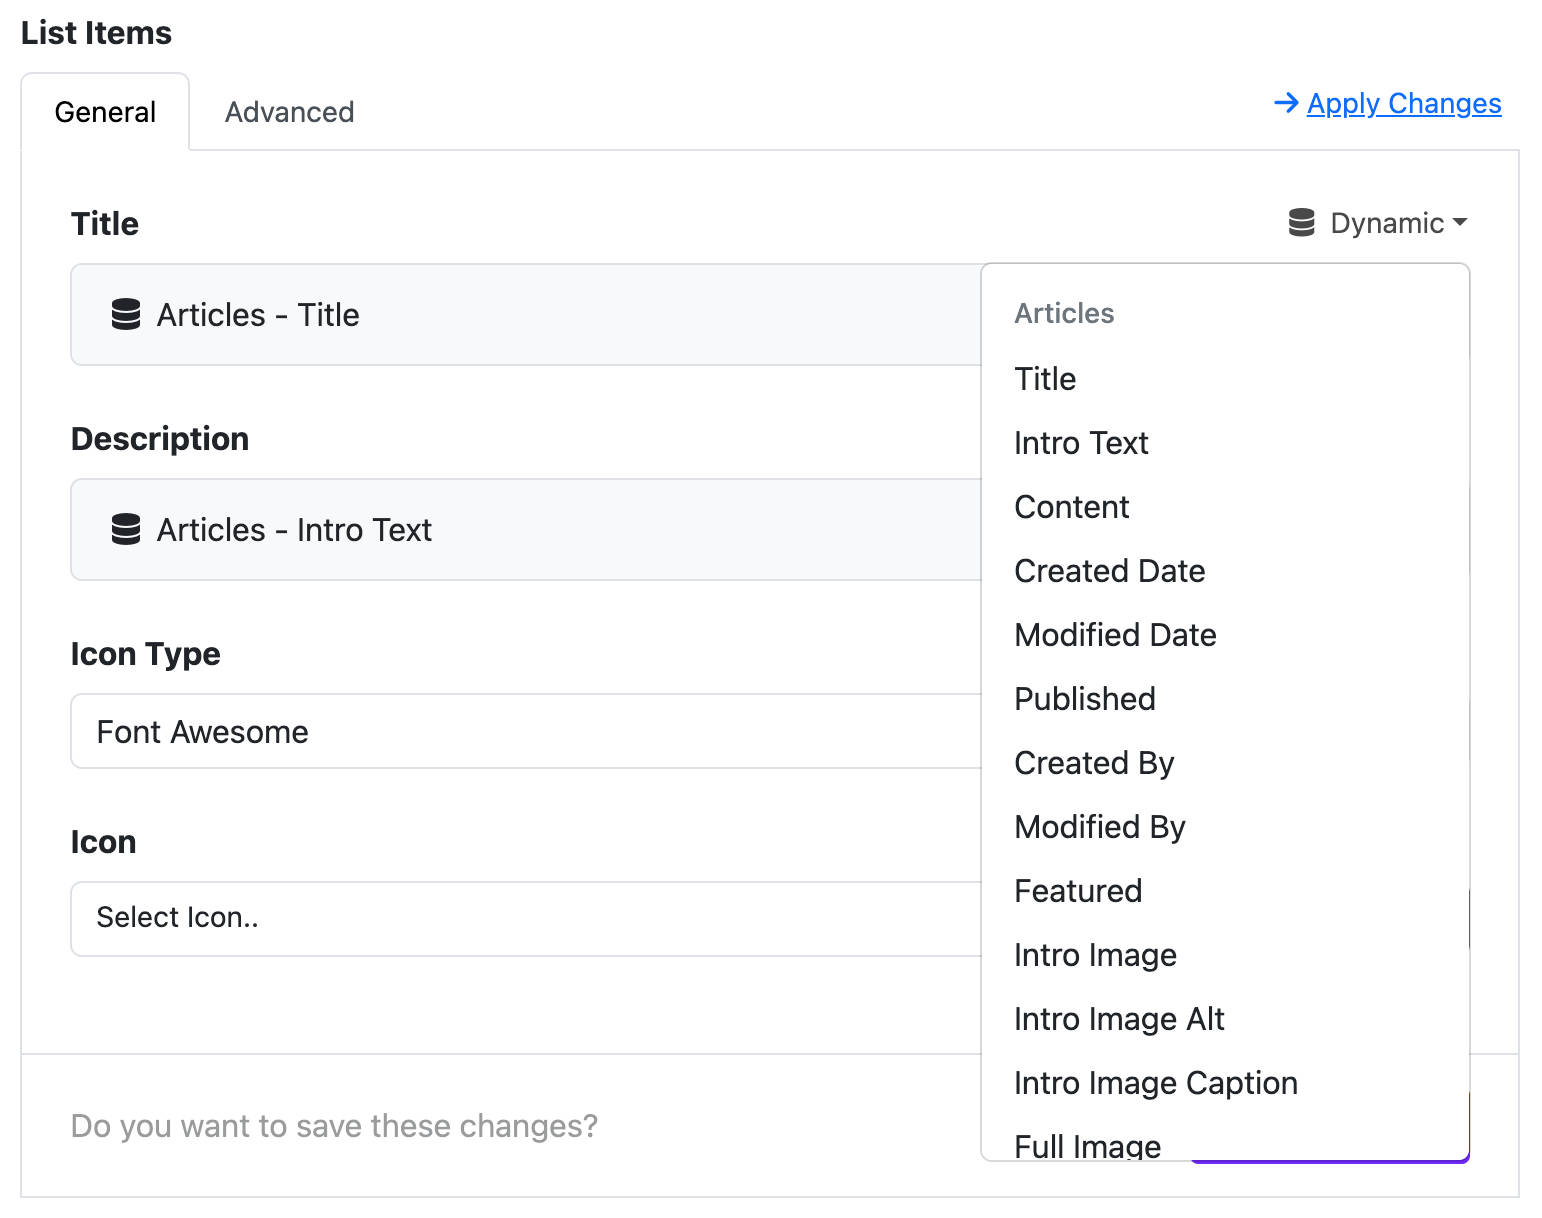 List Items
General
Advanced
Apply Changes
Title
Dynamic
Articles - Title
Description
Articles - Intro Text
Icon Type
Font Awesome
Icon
Select Icon..
Do you want to save these changes?
Articles
Title
Intro Text
Content
Created Date
Modified Date
Published
Created By
Modified By
Featured
Intro Image
Intro Image Alt
Intro Image Caption
Full Image